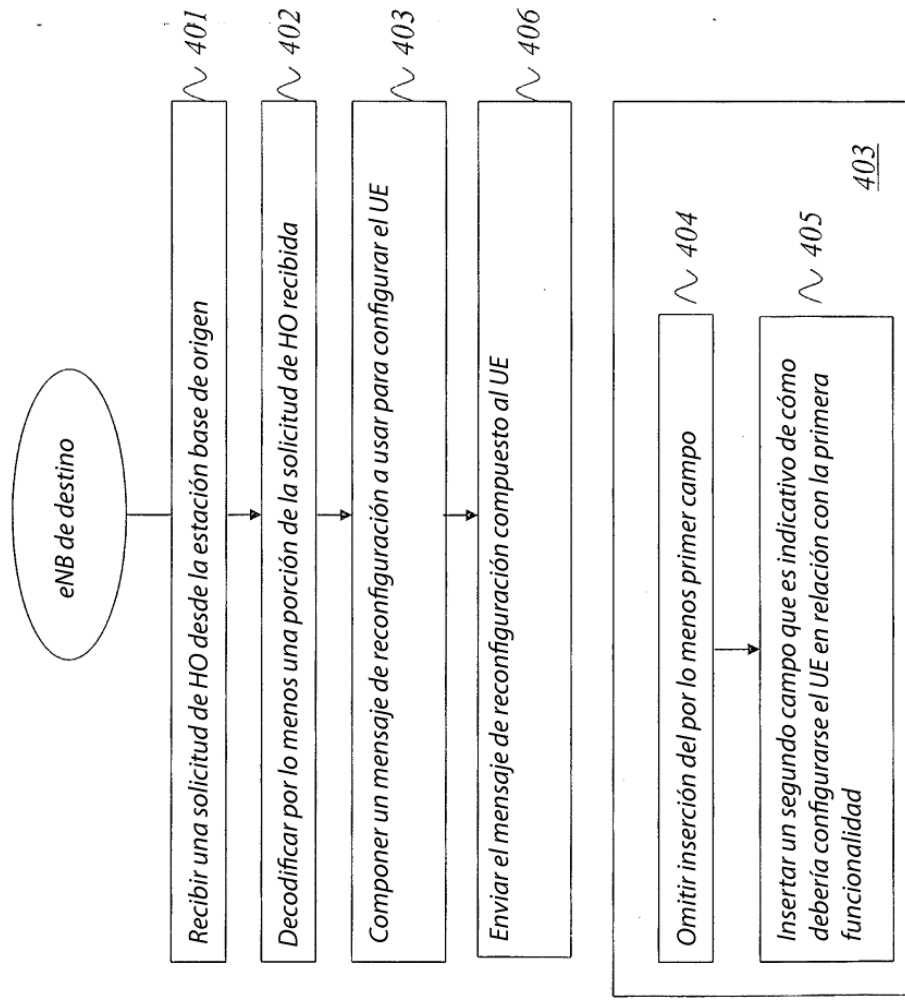 eNB de destino
Recibir una solicitud de HO desde la estación base de origen
401
Decodificar por lo menos una porción de la solicitud de HO recibida
402
Componer un mensaje de reconfiguración a usar para configurar el UE
403
Enviar el mensaje de reconfiguración compuesto al UE
406
Omitir inserción del por lo menos primer campo
404
Insertar un segundo campo que es indicativo de cómo
debería configurarse el UE en relación con la primera
funcionalidad
405
403